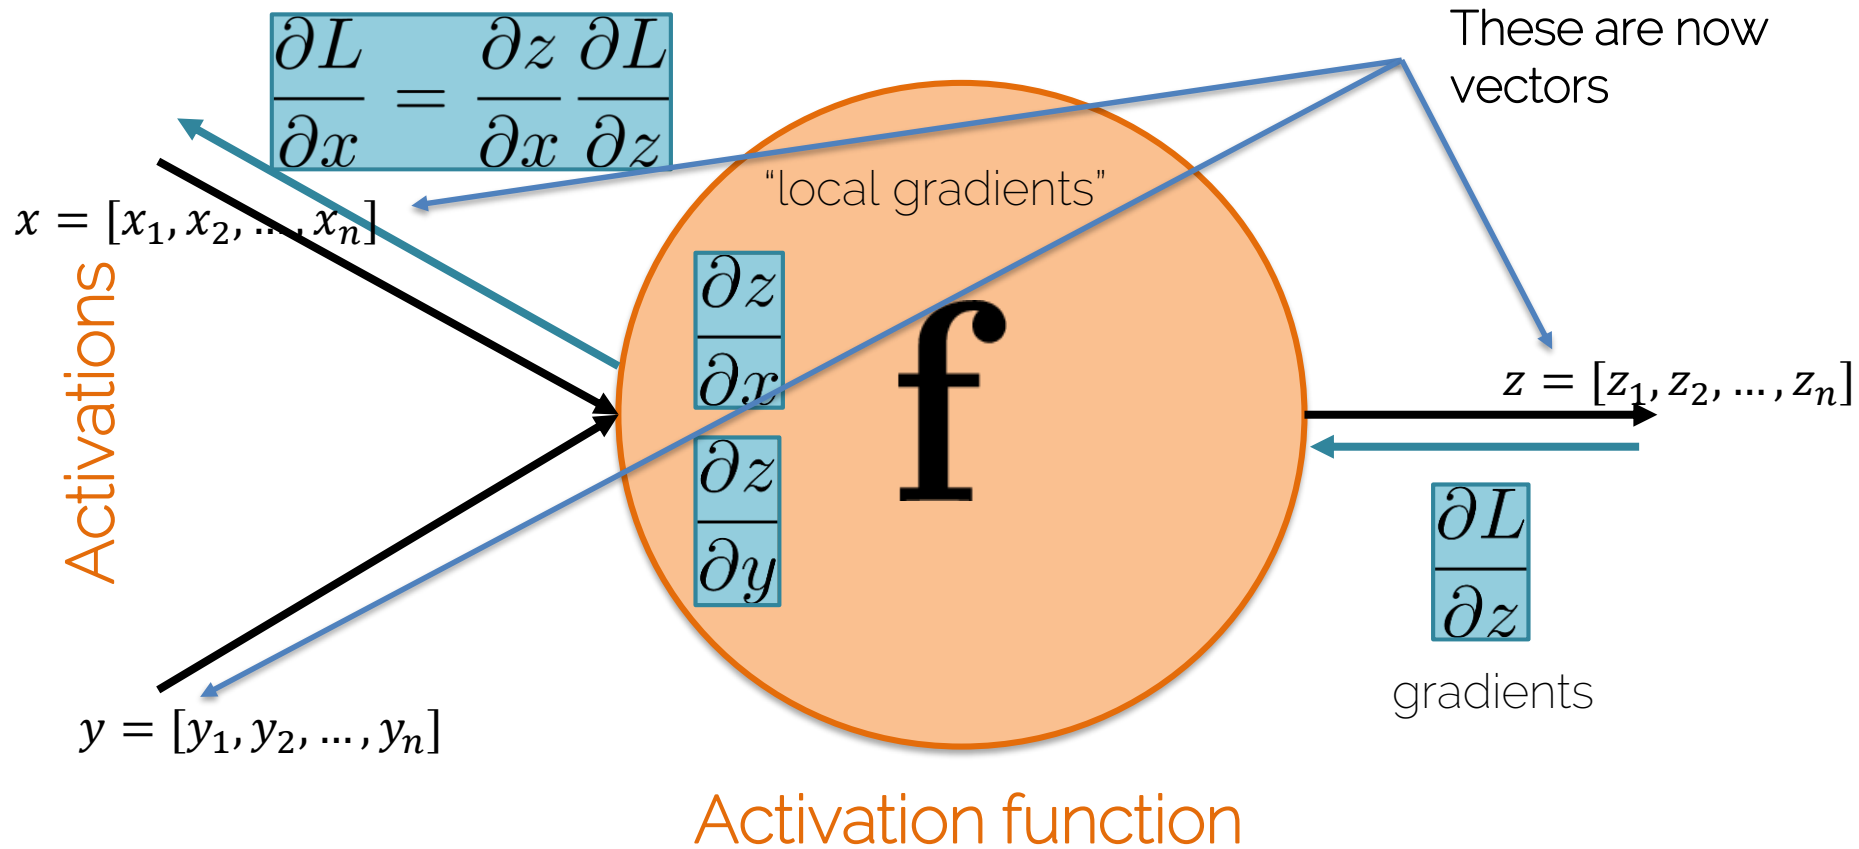 ∂L/∂x = ∂z/∂x ∂L/∂z
These are now
vectors
“local gradients”
x = [x₁, x₂, … , xₙ]
Activations
∂z/∂x
f
z = [z₁, z₂, … , zₙ]
∂z/∂y
∂L/∂z
gradients
y = [y₁, y₂, … , yₙ]
Activation function